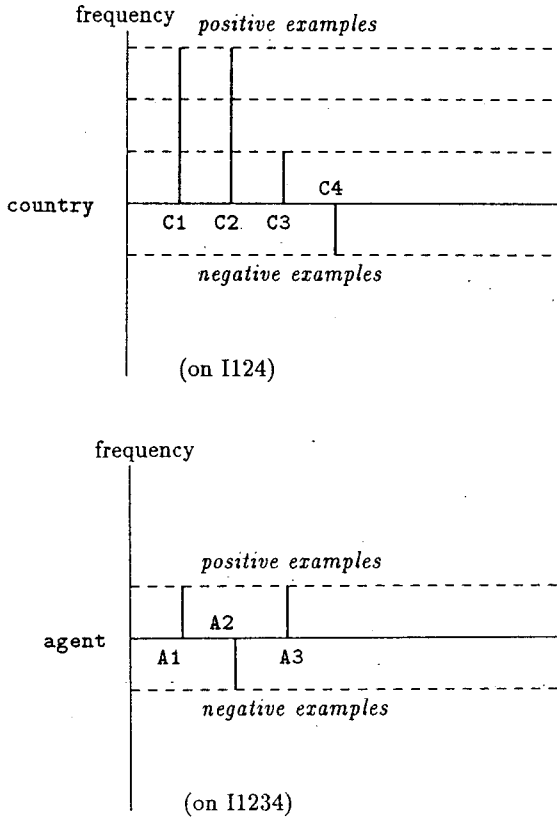 frequency
positive examples
C4
country
C1 C2 C3
negative examples
(on I124)
frequency
positive examples
A2
agent
A1 A3
negative examples
(on I1234)